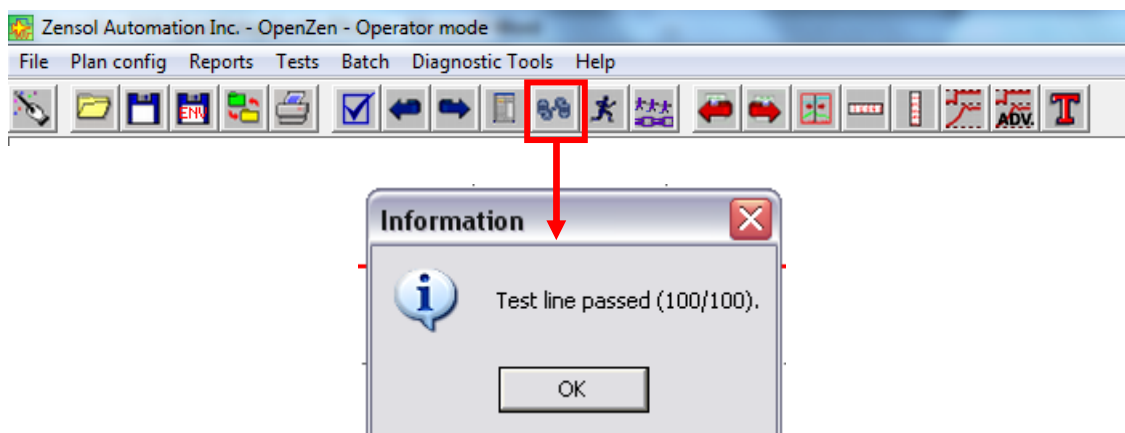 Zensol Automation Inc. - OpenZen - Operator mode
File Plan config Reports Tests Batch Diagnostic Tools Help
ENV ADV. T
Information
Test line passed (100/100).
OK